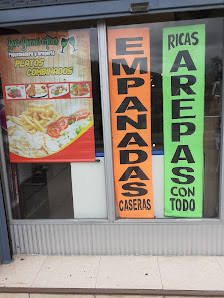 PLATOS
COMBINADOS
EMPANADAS
CASERAS
RICAS
AREPAS
CON
TODO